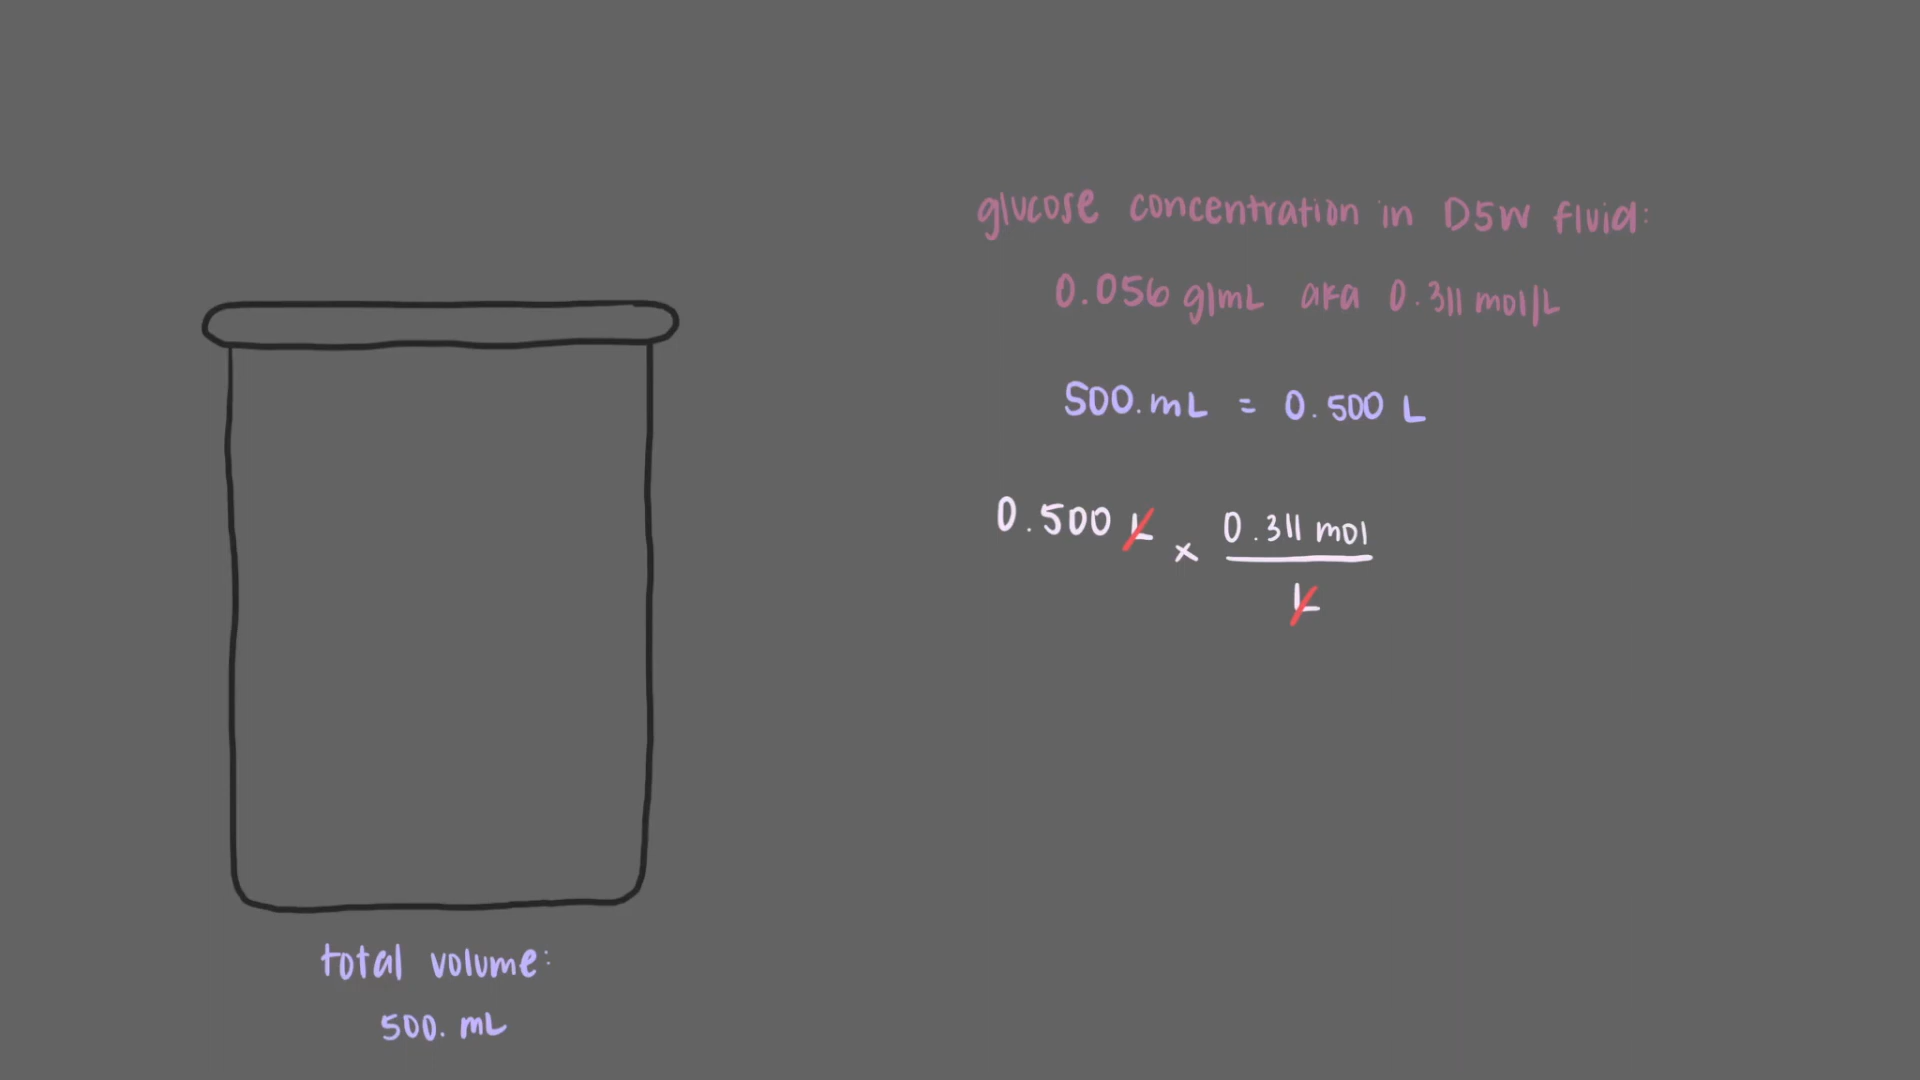 glucose concentration in D5W fluid:
0.056 g/mL aka 0.311 mol/L
500. mL = 0.500 L
0.500 L × 0.311 mol
L
total volume:
500. mL